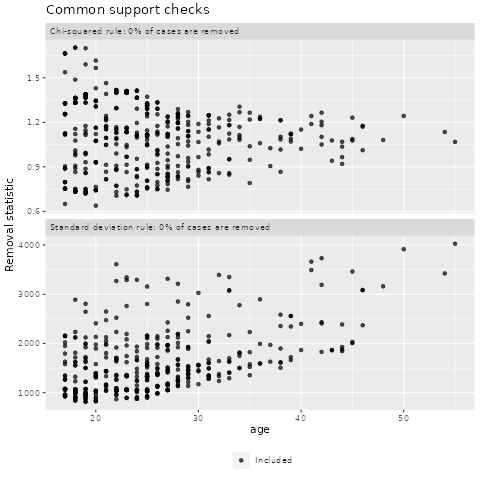 Common support checks
Chi-squared rule: 0% of cases are removed
1.5
1.2
0.9
0.6
Removal statistic
Standard deviation rule: 0% of cases are removed
4000
3000
2000
1000
20
30
40
50
age
Included